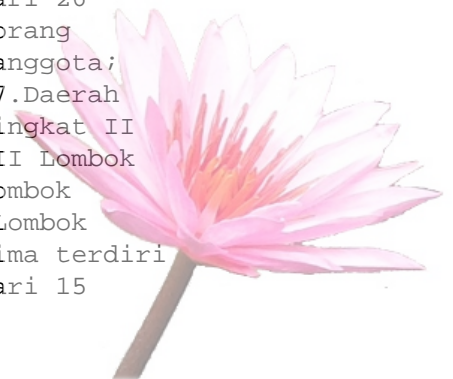 ari 20
orang
anggota;
7.Daerah
ingkat II
II Lombok
ombok
Lombok
ima terdiri
ari 15